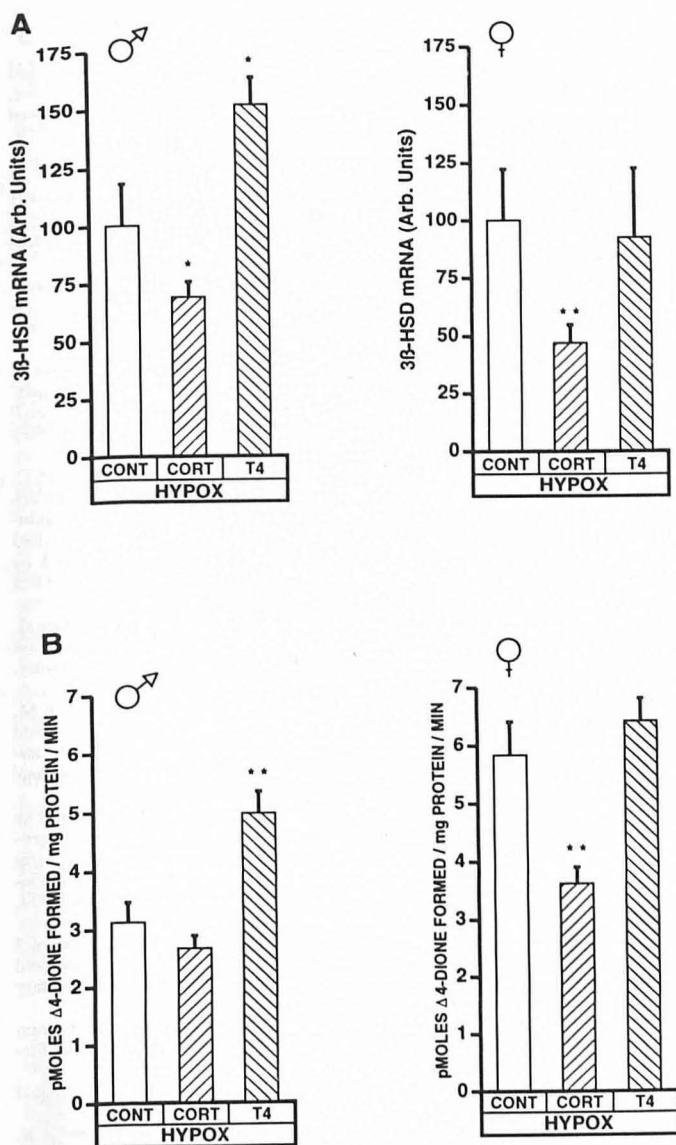 A
3ß-HSD mRNA (Arb. Units)
175
150
125
100
75
50
25
0
*
*
CONT CORT T4
HYPOX
3ß-HSD mRNA (Arb. Units)
175
150
125
100
75
50
25
0
**
CONT CORT T4
HYPOX
B
pMOLES Δ4-DIONE FORMED / mg PROTEIN / MIN
7
6
5
4
3
2
1
0
**
CONT CORT T4
HYPOX
pMOLES Δ4-DIONE FORMED / mg PROTEIN / MIN
7
6
5
4
3
2
1
0
**
CONT CORT T4
HYPOX